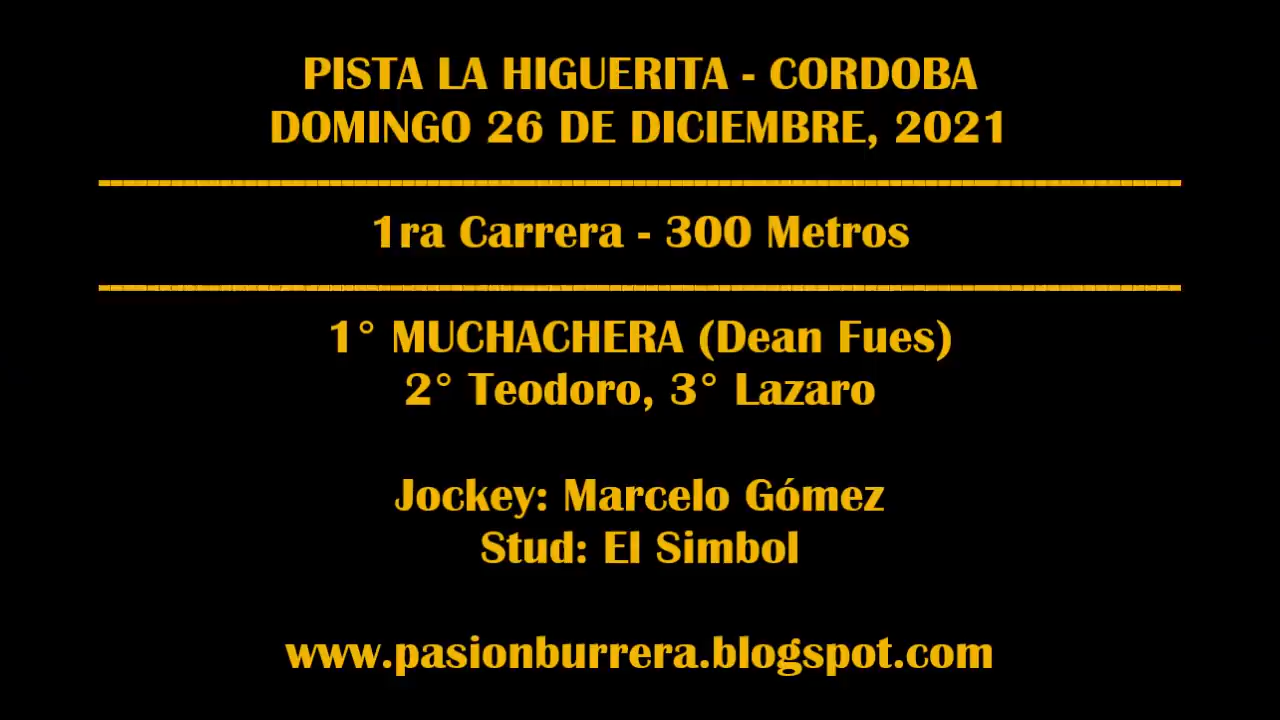 PISTA LA HIGUERITA - CORDOBA
DOMINGO 26 DE DICIEMBRE, 2021
1ra Carrera - 300 Metros
1° MUCHACHERA (Dean Fues)
2° Teodoro, 3° Lazaro
Jockey: Marcelo Gómez
Stud: El Simbol
www.pasionburrera.blogspot.com